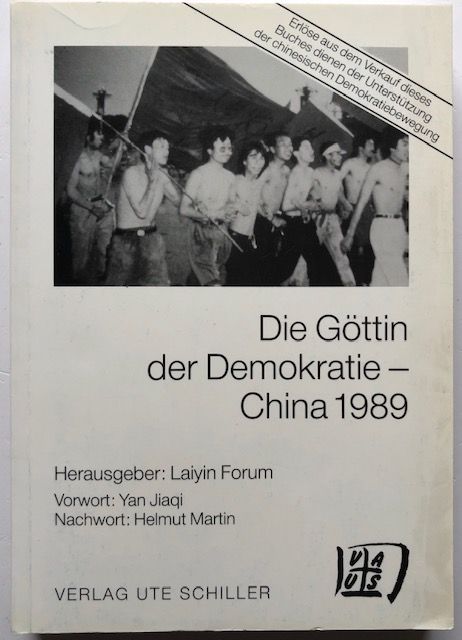 Erlöse aus dem Verkauf dieses
Buches dienen der Unterstützung
der chinesischen Demokratiebewegung
Die Göttin
der Demokratie –
China 1989
Herausgeber: Laiyin Forum
Vorwort: Yan Jiaqi
Nachwort: Helmut Martin
VERLAG UTE SCHILLER
V A
U S